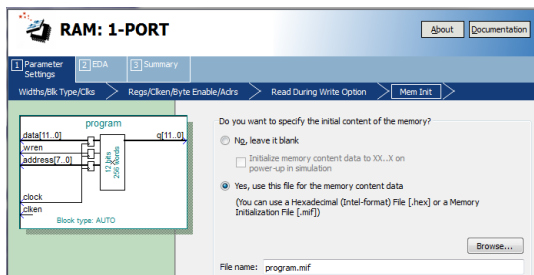 RAM: 1-PORT
About
Documentation
1 Parameter Settings
2 EDA
3 Summary
Widths/Blk Type/Clks
Regs/Clken/Byte Enable/Adrs
Read During Write Option
Mem Init
program
data[11..0]
q[11..0]
wren
address[7..0]
12 bits
256 Words
clock
clken
Block type: AUTO
Do you want to specify the initial content of the memory?
No, leave it blank
Initialize memory content data to XX..X on
power-up in simulation
Yes, use this file for the memory content data
(You can use a Hexadecimal (Intel-format) File [.hex] or a Memory
Initialization File [.mif])
Browse...
File name: program.mif